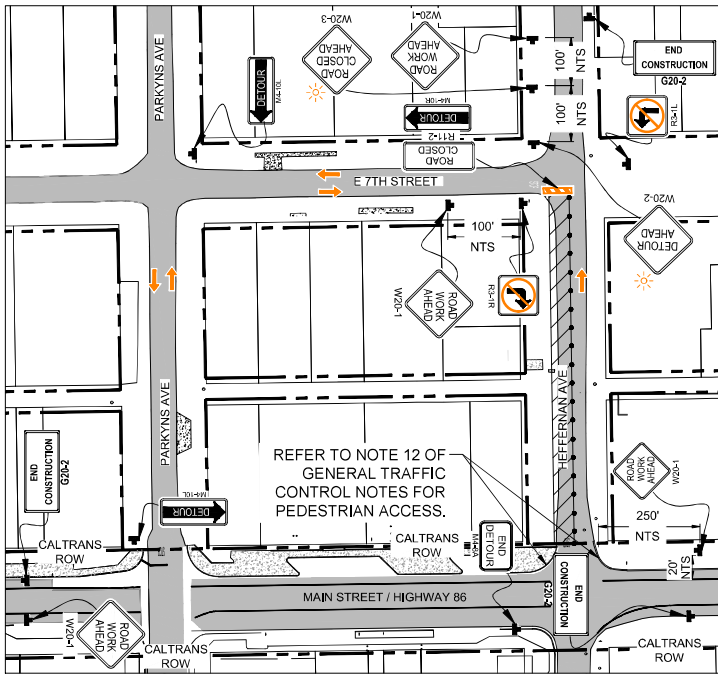 PARKYNS AVE
DETOUR
M4-10L
W20-3
ROAD
CLOSED
AHEAD
W20-1
ROAD
WORK
AHEAD
100'
NTS
100'
NTS
END
CONSTRUCTION
G20-2
R3-1L
M4-10R
DETOUR
R11-2
ROAD
CLOSED
E 7TH STREET
W20-2
DETOUR
AHEAD
100'
NTS
ROAD
WORK
AHEAD
W20-1
R3-1R
HEFFERNAN AVE
PARKYNS AVE
END
CONSTRUCTION
G20-2
REFER TO NOTE 12 OF
GENERAL TRAFFIC
CONTROL NOTES FOR
PEDESTRIAN ACCESS.
ROAD WORK
AHEAD
W20-1
250'
NTS
20'
NTS
M4-10L
DETOUR
CALTRANS
ROW
CALTRANS
ROW
END
DETOUR
END
CONSTRUCTION
G20-2
MAIN STREET / HIGHWAY 86
W20-1
ROAD
WORK
AHEAD
CALTRANS
ROW
CALTRANS
ROW